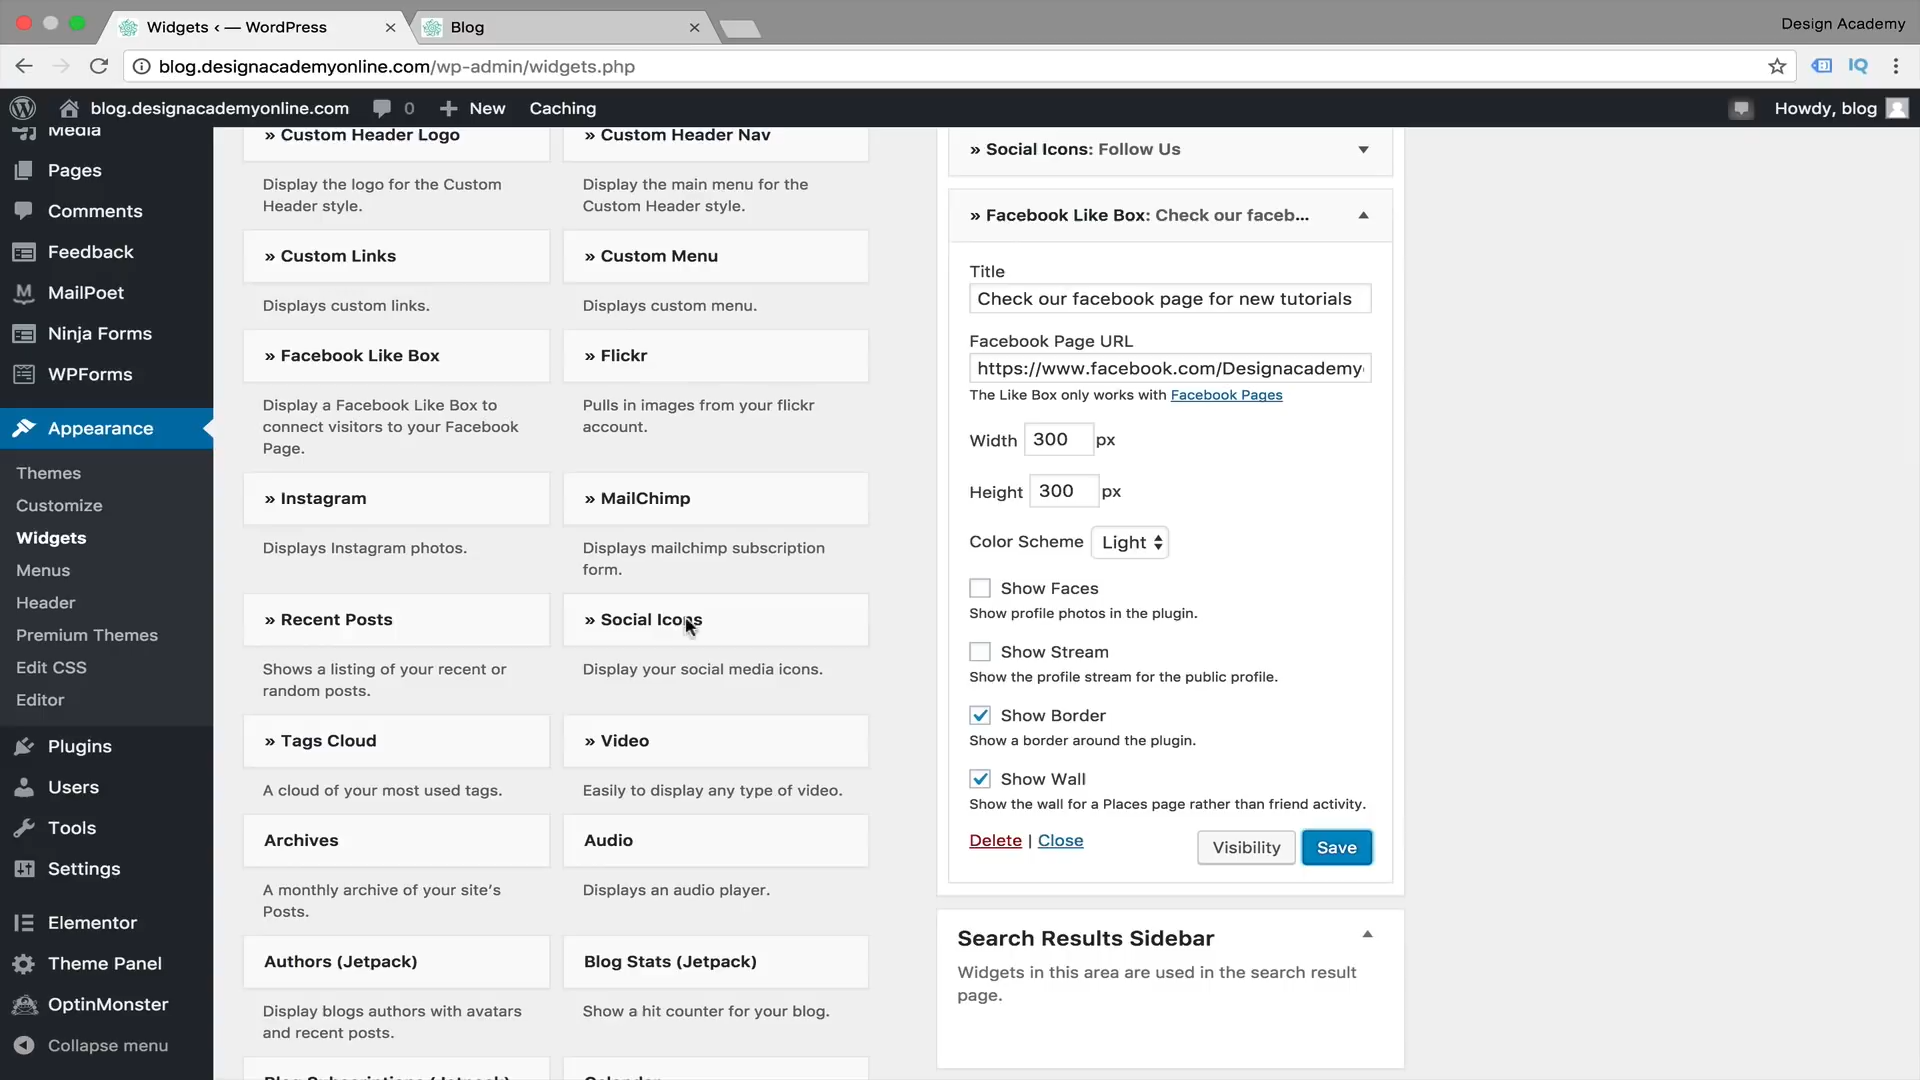 Widgets ‹ — WordPress
Blog
Design Academy
blog.designacademyonline.com/wp-admin/widgets.php
IQ
blog.designacademyonline.com
0
New
Caching
Howdy, blog
Media
Pages
Comments
Feedback
MailPoet
Ninja Forms
WPForms
Appearance
Themes
Customize
Widgets
Menus
Header
Premium Themes
Edit CSS
Editor
Plugins
Users
Tools
Settings
Elementor
Theme Panel
OptinMonster
Collapse menu
» Custom Header Logo
Display the logo for the Custom
Header style.
» Custom Header Nav
Display the main menu for the
Custom Header style.
» Custom Links
Displays custom links.
» Custom Menu
Displays custom menu.
» Facebook Like Box
Display a Facebook Like Box to
connect visitors to your Facebook
Page.
» Flickr
Pulls in images from your flickr
account.
» Instagram
Displays Instagram photos.
» MailChimp
Displays mailchimp subscription
form.
» Recent Posts
Shows a listing of your recent or
random posts.
» Social Icons
Display your social media icons.
» Tags Cloud
A cloud of your most used tags.
» Video
Easily to display any type of video.
Archives
A monthly archive of your site's
Posts.
Audio
Displays an audio player.
Authors (Jetpack)
Display blogs authors with avatars
and recent posts.
Blog Stats (Jetpack)
Show a hit counter for your blog.
Blog Subscriptions (Jetpack)
Calendar
» Social Icons: Follow Us
» Facebook Like Box: Check our faceb...
Title
Check our facebook page for new tutorials
Facebook Page URL
https://www.facebook.com/Designacademy
The Like Box only works with Facebook Pages
Width 300 px
Height 300 px
Color Scheme Light
Show Faces
Show profile photos in the plugin.
Show Stream
Show the profile stream for the public profile.
Show Border
Show a border around the plugin.
Show Wall
Show the wall for a Places page rather than friend activity.
Delete | Close
Visibility
Save
Search Results Sidebar
Widgets in this area are used in the search result
page.